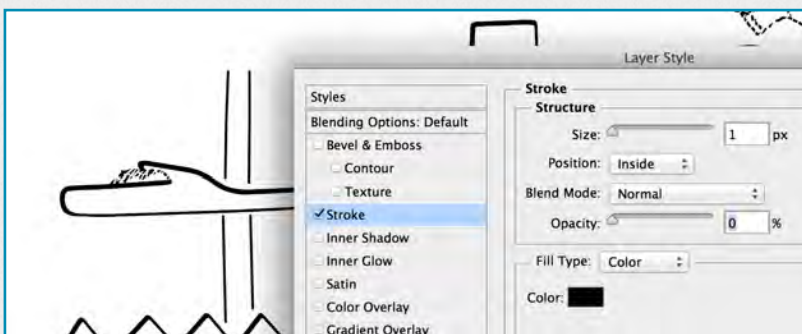 Layer Style
Styles
Blending Options: Default
Bevel & Emboss
Contour
Texture
Stroke
Inner Shadow
Inner Glow
Satin
Color Overlay
Gradient Overlay
Stroke
Structure
Size: 1 px
Position: Inside
Blend Mode: Normal
Opacity: 0 %
Fill Type: Color
Color: